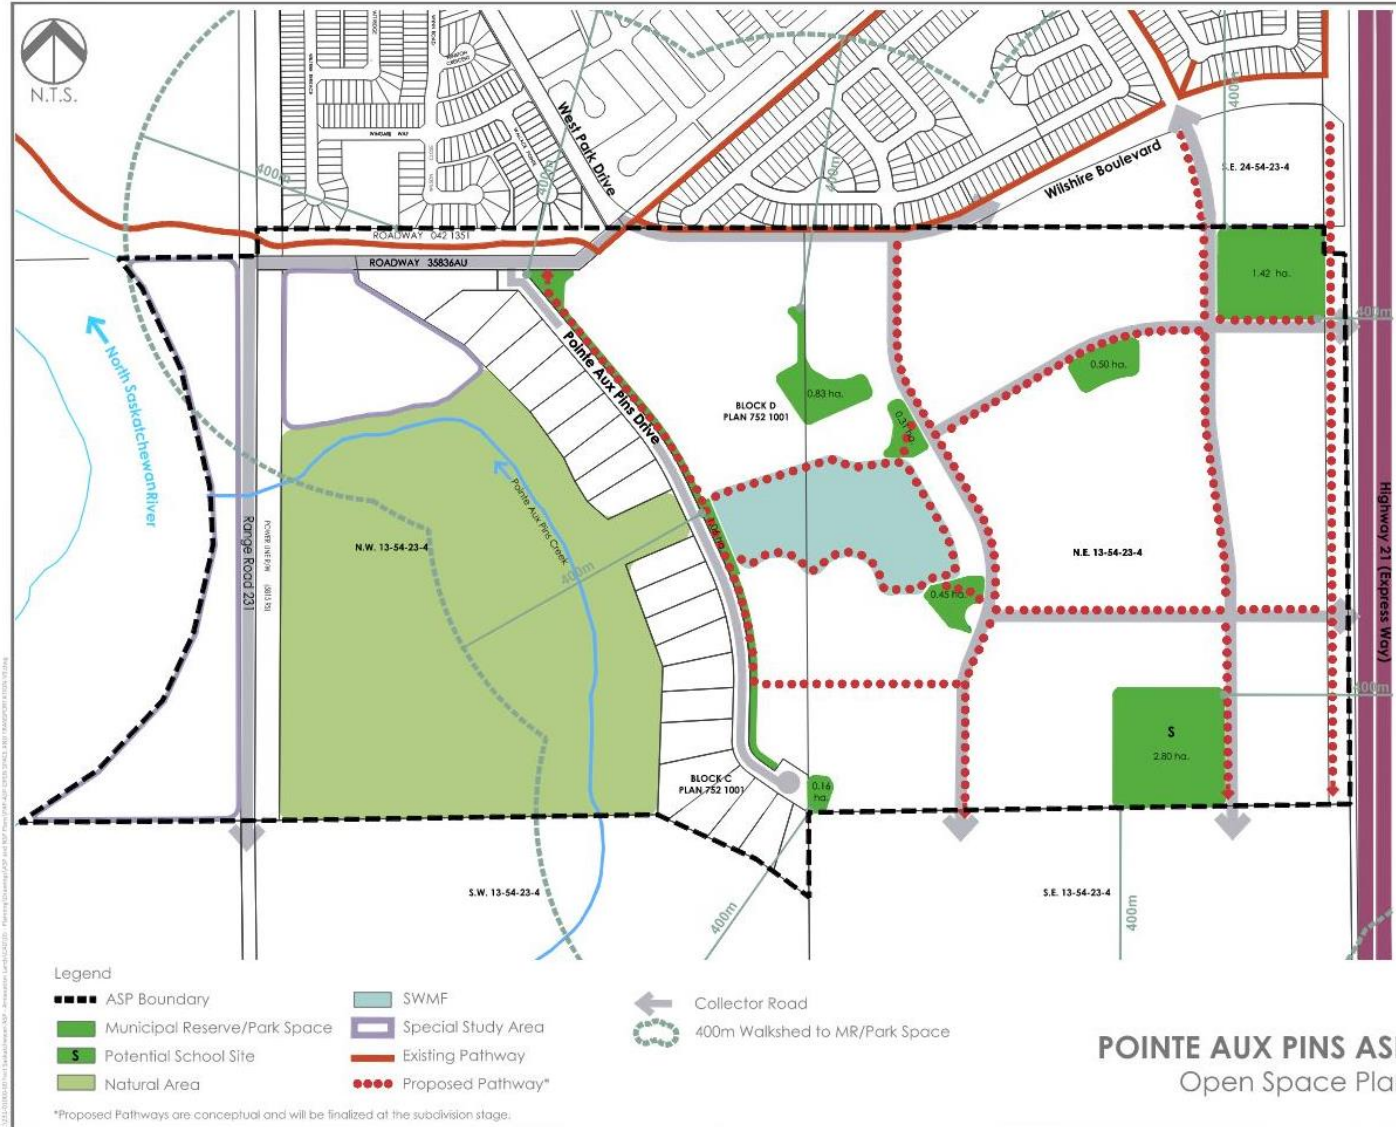 N.T.S.
West Park Drive
400m
400m
400m
400m
Wilshire Boulevard
S.E. 24-54-23-4
ROADWAY 042 1351
ROADWAY 35836AU
1.42 ha.
400m
North Saskatchewan River
Pointe Aux Pins Drive
0.50 ha.
0.83 ha.
BLOCK D
PLAN 752 1001
0.31 ha.
Pointe Aux Pins Creek
Range Road 231
POWER LINE R/W
N.W. 13-54-23-4
400m
N.E. 13-54-23-4
Highway 21 (Express Way)
0.45 ha.
400m
S
2.80 ha.
BLOCK C
PLAN 752 1001
0.16
ha.
S.W. 13-54-23-4
400m
S.E. 13-54-23-4
400m
Legend
ASP Boundary
Municipal Reserve/Park Space
S Potential School Site
Natural Area
SWMF
Special Study Area
Existing Pathway
Proposed Pathway*
Collector Road
400m Walkshed to MR/Park Space
*Proposed Pathways are conceptual and will be finalized at the subdivision stage.
POINTE AUX PINS AS
Open Space Pla